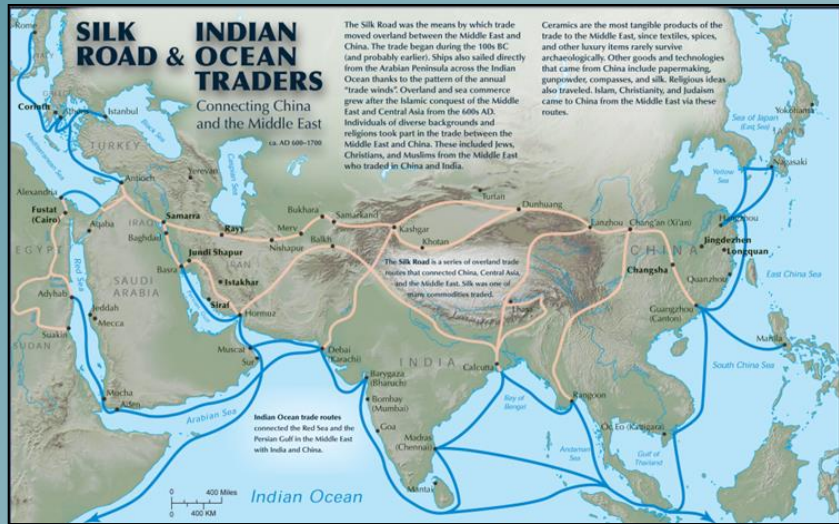 SILK ROAD & INDIAN OCEAN TRADERS
Connecting China
and the Middle East
ca. AD 600–1700
The Silk Road was the means by which trade
moved overland between the Middle East and
China. The trade began during the 100s BC
(and probably earlier). Ships also sailed directly
from the Arabian Peninsula across the Indian
Ocean thanks to the pattern of the annual
"trade winds". Overland and sea commerce
grew after the Islamic conquest of the Middle
East and Central Asia from the 600s AD.
Individuals of diverse backgrounds and
religions took part in the trade between the
Middle East and China. These included Jews,
Christians, and Muslims from the Middle East
who traded in China and India.
Ceramics are the most tangible products of the
trade to the Middle East, since textiles, spices,
and other luxury items rarely survive
archaeologically. Other goods and technologies
that came from China include papermaking,
gunpowder, compasses, and silk. Religious ideas
also traveled. Islam, Christianity, and Judaism
came to China from the Middle East via these
routes.
Rome
ITALY
Corinth
Athens
Istanbul
Black Sea
Mediterranean Sea
TURKEY
Yerevan
Caspian Sea
Antioch
Alexandria
Fustat
(Cairo)
Aqaba
EGYPT
Red Sea
IRAQ
Samarra
Baghdad
Basra
Rayy
Jundi Shapur
IRAN
Istakhar
Siraf
Hormuz
SAUDI
ARABIA
Adyhab
Jeddah
Mecca
Suakin
SUDAN
Mocha
Aden
Muscat
Sur
Arabian Sea
Bukhara
Samarkand
Merv
Nishapur
Balkh
Kashgar
Khotan
Turfan
Dunhuang
Lanzhou
Chang'an (Xi'an)
The Silk Road is a series of overland trade
routes that connected China, Central Asia,
and the Middle East. Silk was one of
many commodities traded.
Lhasa
CHINA
Changsha
Hangzhou
Jingdezhen
Longquan
Quanzhou
Guangzhou
(Canton)
Yellow
Sea
Sea of Japan
(East Sea)
JAPAN
Yokohama
Nagasaki
East China Sea
Manila
South China Sea
Debai
(Karachi)
INDIA
Barygaza
(Bharuch)
Bombay
(Mumbai)
Goa
Madras
(Chennai)
Mantai
Calcutta
Bay of
Bengal
Rangoon
Andaman
Sea
Oc Eo (Kattigara)
Gulf of
Thailand
Indian Ocean trade routes
connected the Red Sea and the
Persian Gulf in the Middle East
with India and China.
0 400 Miles
0 400 KM
Indian Ocean